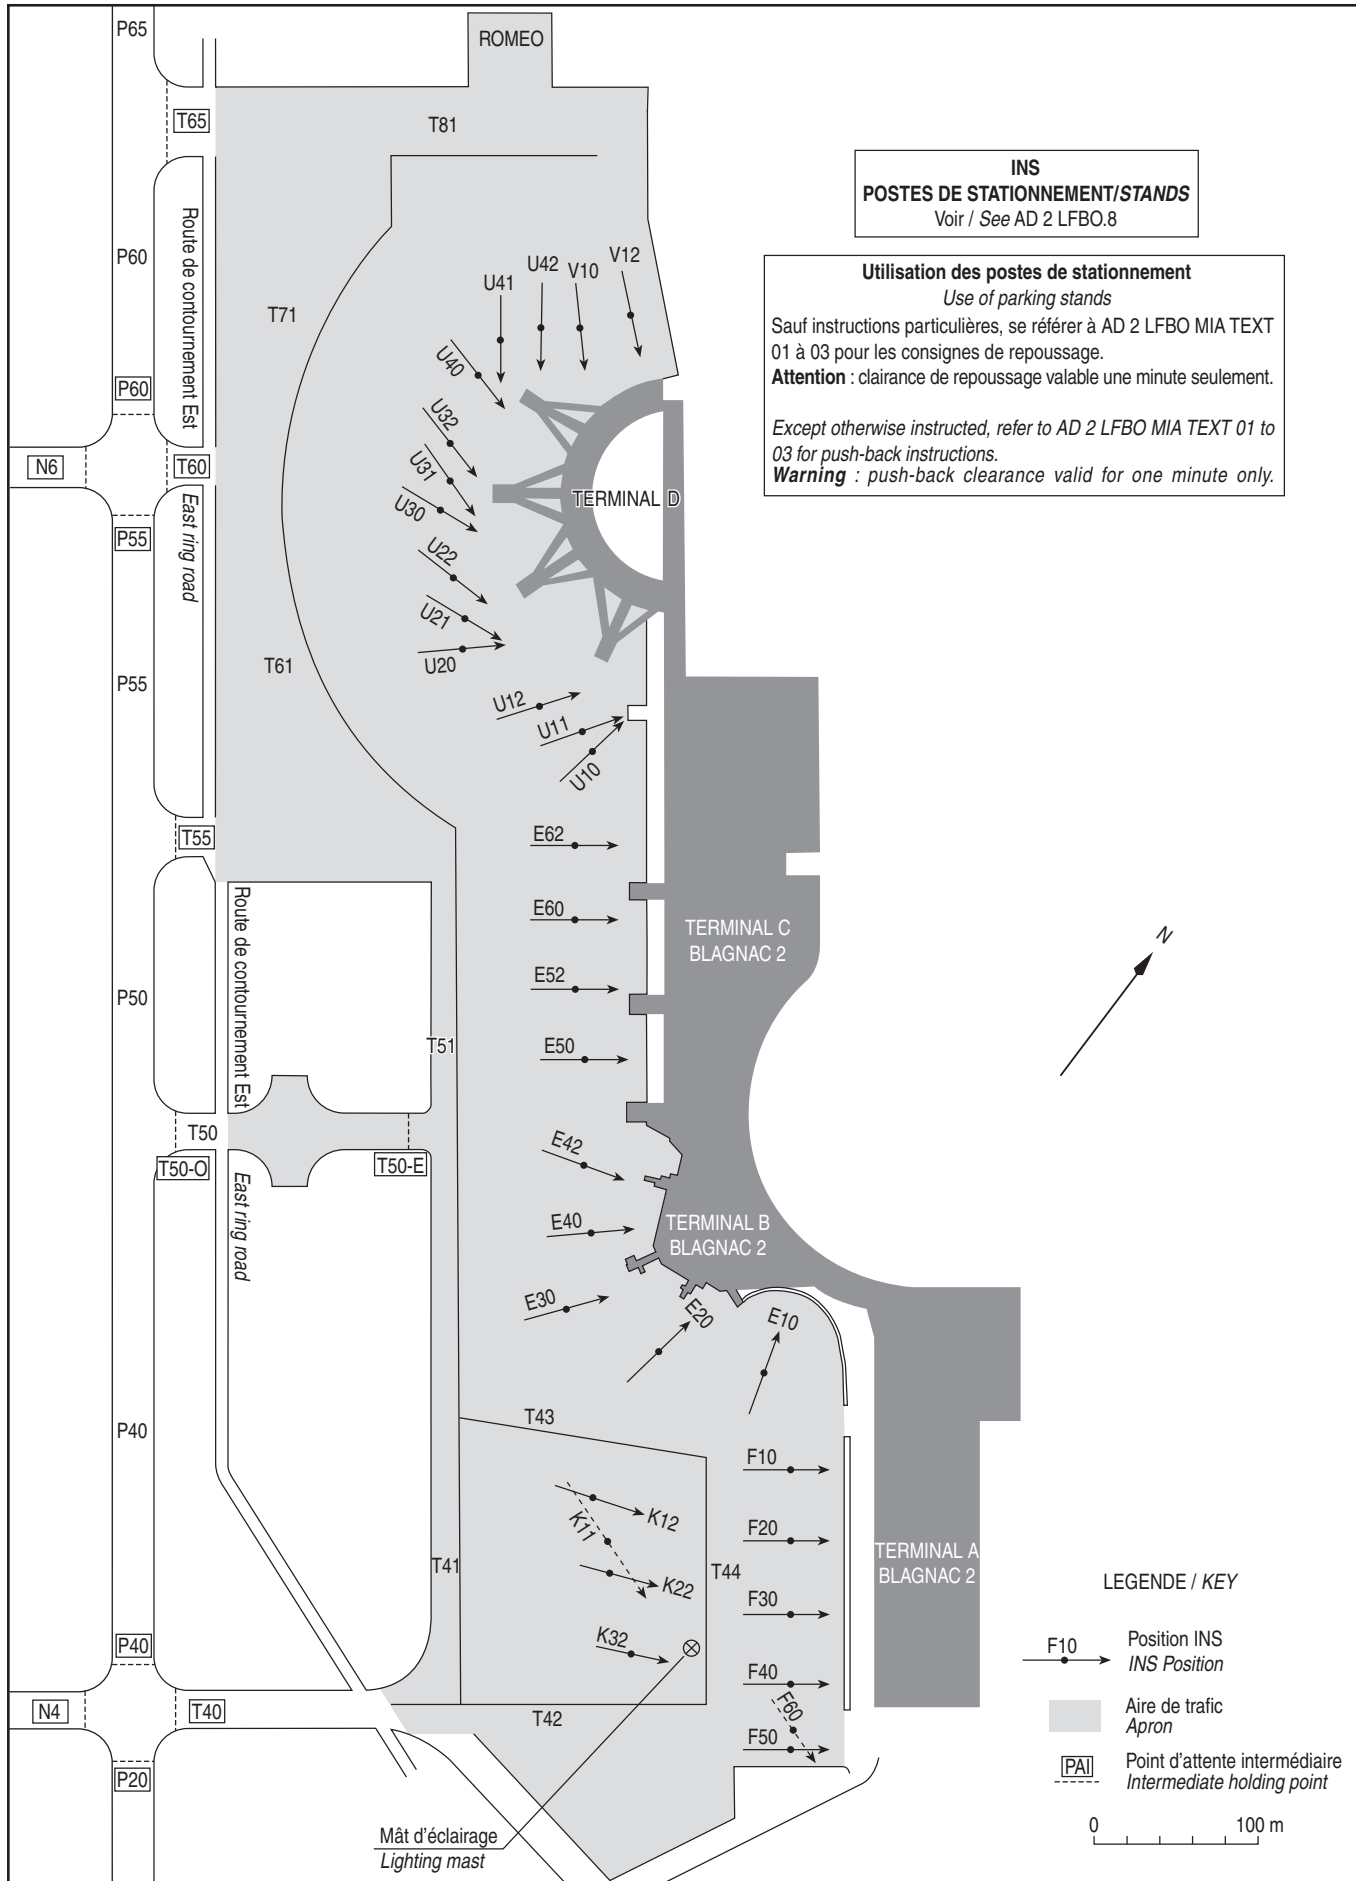 P65
ROMEO
T65
T81
INS
POSTES DE STATIONNEMENT/STANDS
Voir / See AD 2 LFBO.8
Route de contournement Est
P60
Utilisation des postes de stationnement
Use of parking stands
Sauf instructions particulières, se référer à AD 2 LFBO MIA TEXT
01 à 03 pour les consignes de repoussage.
Attention : clairance de repoussage valable une minute seulement.
Except otherwise instructed, refer to AD 2 LFBO MIA TEXT 01 to
03 for push-back instructions.
Warning : push-back clearance valid for one minute only.
U41
U42
V10
V12
T71
U40
P60
U32
N6
T60
U31
U30
TERMINAL D
East ring road
P55
U22
U21
U20
T61
P55
U12
U11
U10
T55
E62
Route de contournement Est
E60
TERMINAL C
BLAGNAC 2
N
E52
P50
T51
E50
T50
T50-O
T50-E
E42
East ring road
E40
TERMINAL B
BLAGNAC 2
E30
E20
E10
T43
P40
F10
K12
K11
F20
T41
K22
T44
TERMINAL A
BLAGNAC 2
LEGENDE / KEY
F30
K32
P40
F10
Position INS
INS Position
F40
N4
T40
T42
F60
F50
Aire de trafic
Apron
P20
PAI
Point d'attente intermédiaire
Intermediate holding point
0
100 m
Mât d'éclairage
Lighting mast